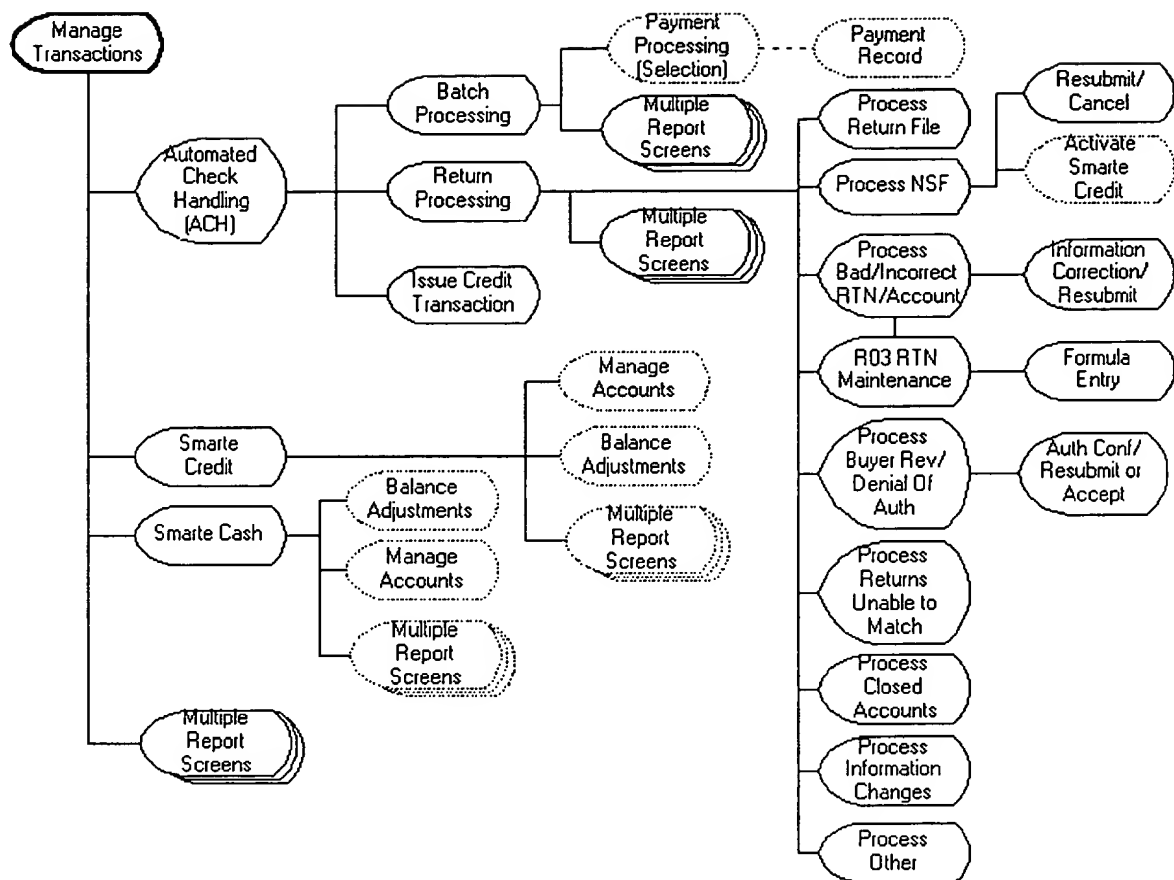 Manage
Transactions
Payment
Processing
(Selection)
Payment
Record
Batch
Processing
Multiple
Report
Screens
Process
Return File
Resubmit/
Cancel
Automated
Check
Handling
(ACH)
Return
Processing
Process NSF
Activate
Smarte
Credit
Multiple
Report
Screens
Process
Bad/Incorrect
RTN/Account
Information
Correction/
Resubmit
Issue Credit
Transaction
R03 RTN
Maintenance
Formula
Entry
Manage
Accounts
Smarte
Credit
Balance
Adjustments
Process
Buyer Rev/
Denial Of
Auth
Auth Conf/
Resubmit or
Accept
Smarte Cash
Balance
Adjustments
Multiple
Report
Screens
Manage
Accounts
Process
Returns
Unable to
Match
Multiple
Report
Screens
Process
Closed
Accounts
Multiple
Report
Screens
Process
Information
Changes
Process
Other